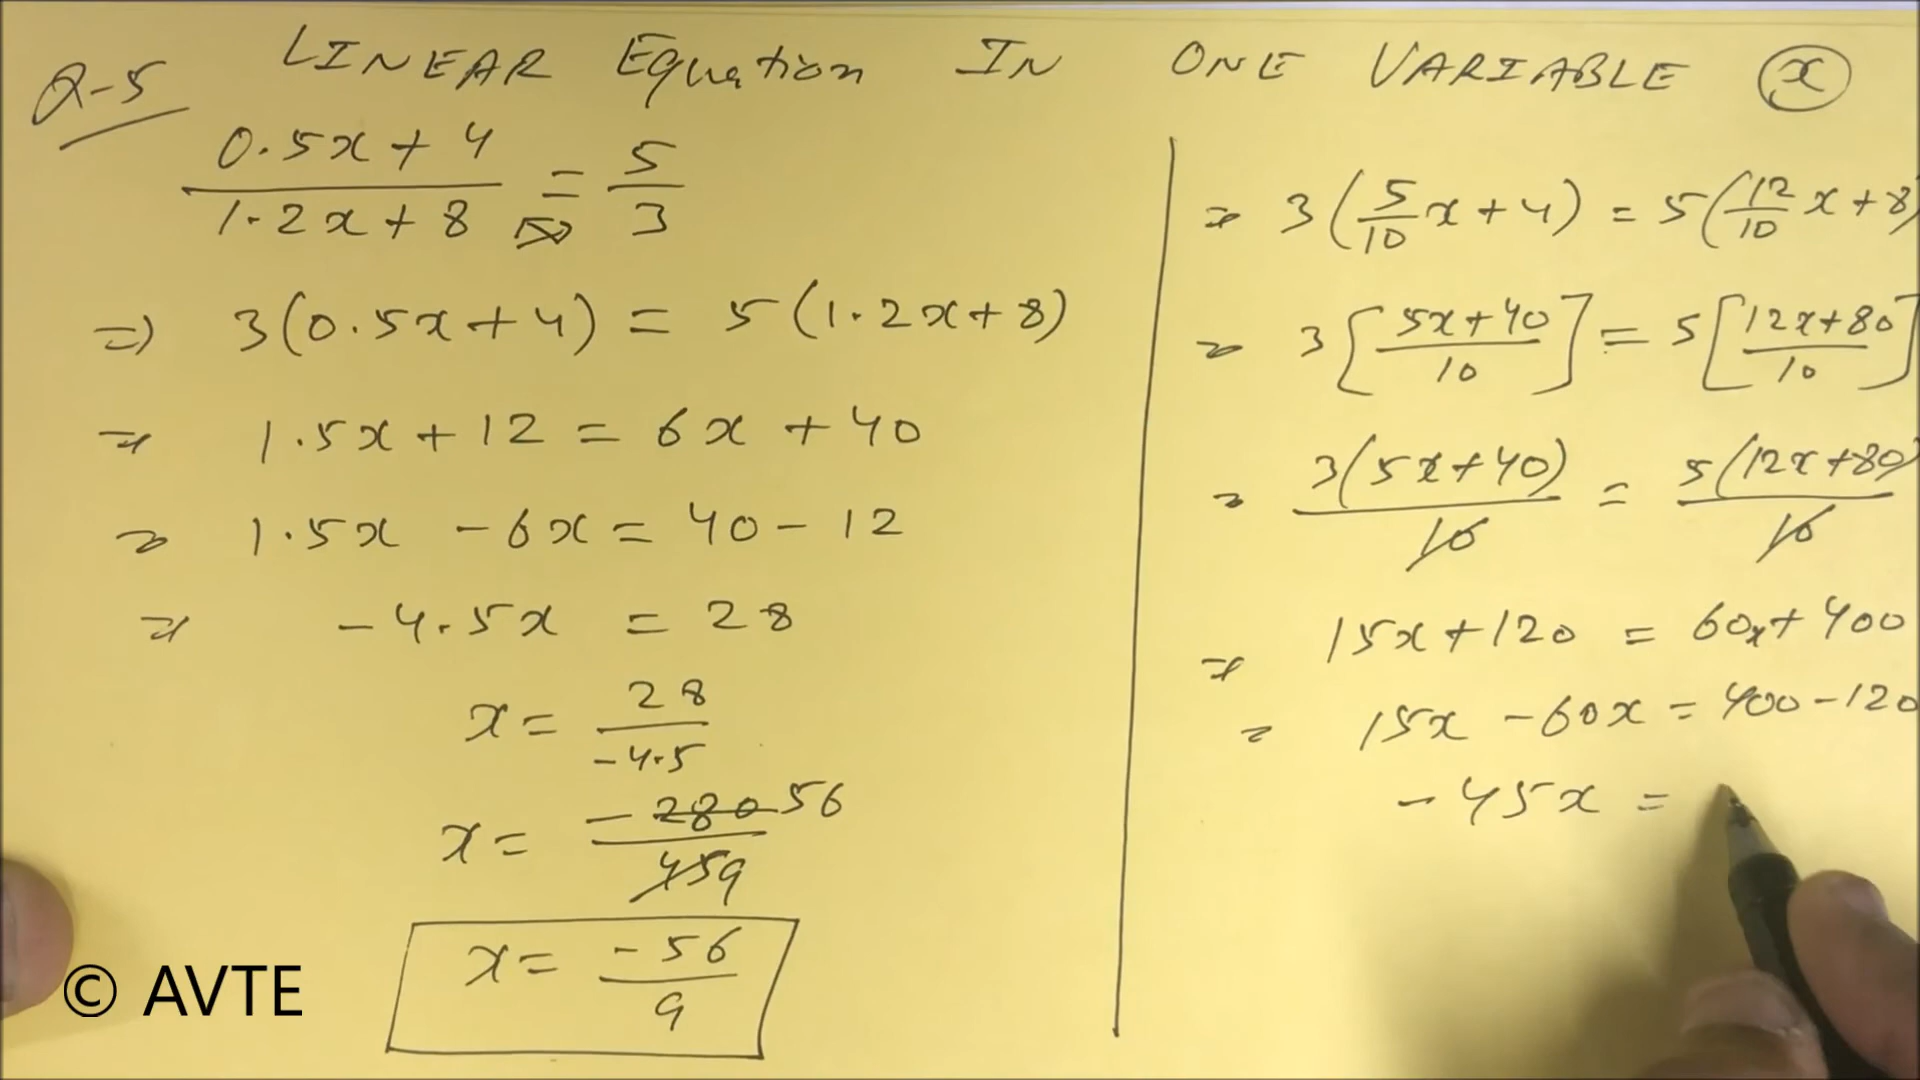 Q-5 LINEAR Equation IN ONE VARIABLE (x)
(0.5x + 4)/(1.2x + 8) = 5/3
=> 3(0.5x + 4) = 5(1.2x + 8)
=> 1.5x + 12 = 6x + 40
=> 1.5x - 6x = 40 - 12
=> -4.5x = 28
x = 28/-4.5
x = -280/45 56 9
x = -56/9
=> 3(5/10 x + 4) = 5(12/10 x + 8)
=> 3[(5x + 40)/10] = 5[(12x + 80)/10]
=> 3(5x + 40)/10 = 5(12x + 80)/10
=> 15x + 120 = 60x + 400
= 15x - 60x = 400 - 120
-45x =
© AVTE